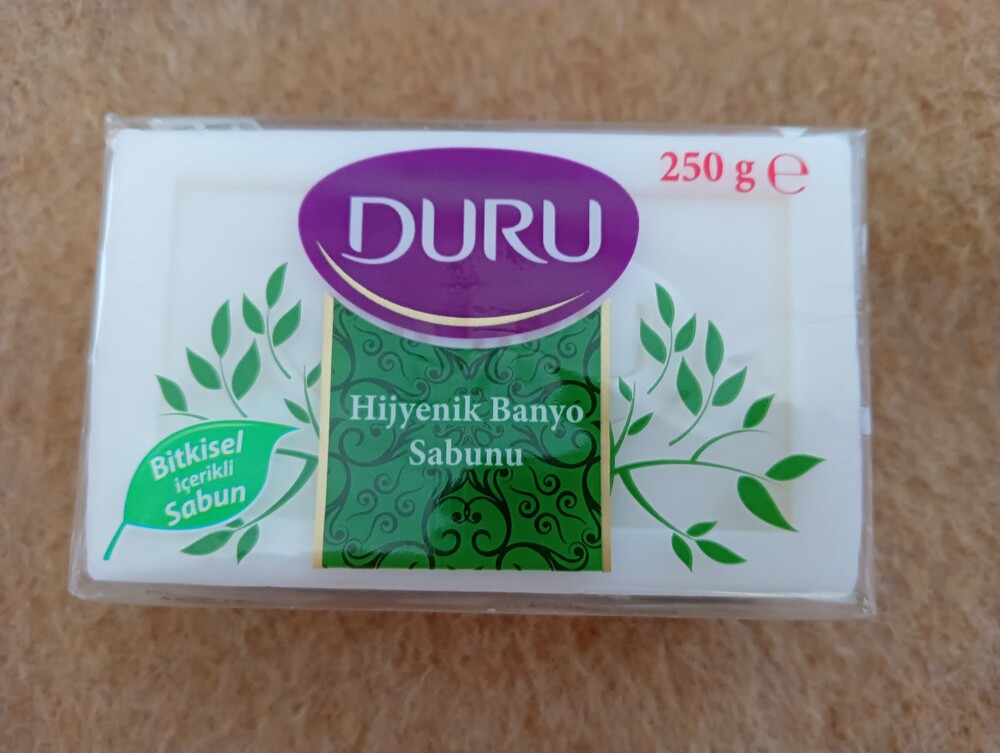 250 g ℮
DURU
Hijyenik Banyo
Sabunu
Bitkisel
içerikli
Sabun